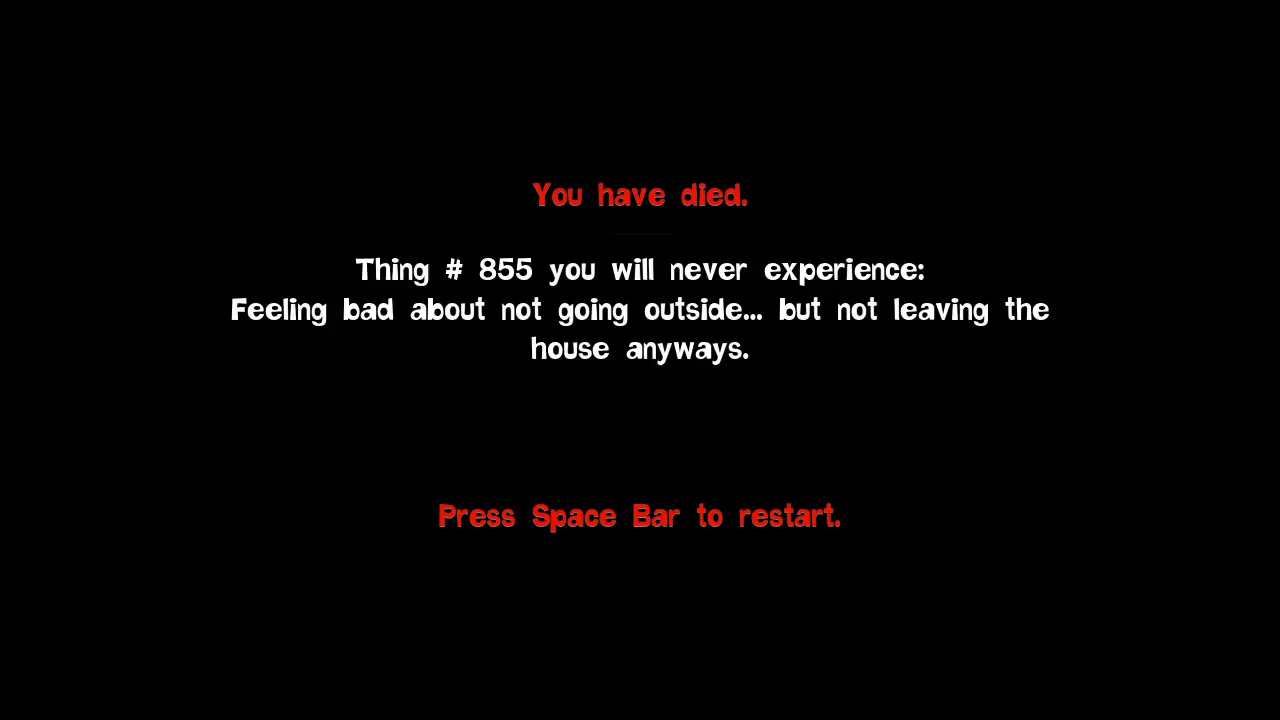 You have died.
Thing # 855 you will never experience:
Feeling bad about not going outside... but not leaving the
house anyways.
Press Space Bar to restart.